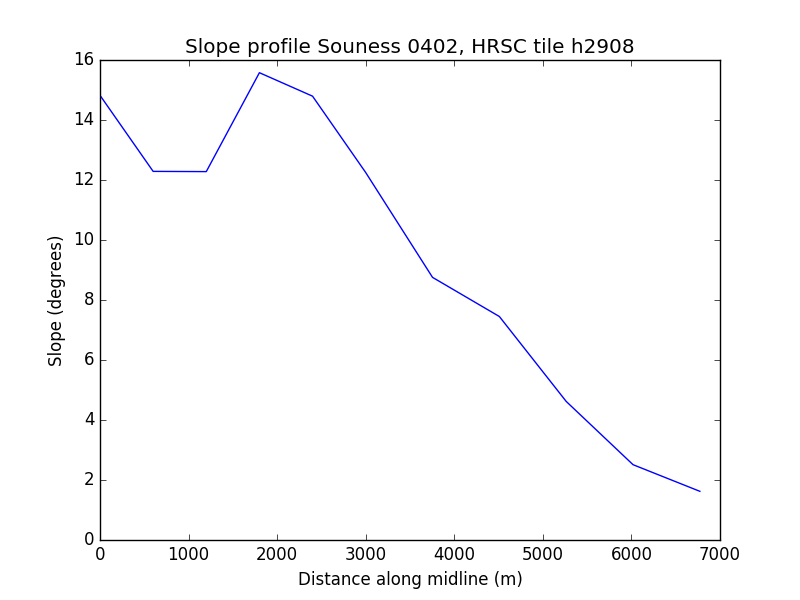 Slope profile Souness 0402, HRSC tile h2908
16
14
12
10
8
6
4
2
0
Slope (degrees)
0 1000 2000 3000 4000 5000 6000 7000
Distance along midline (m)